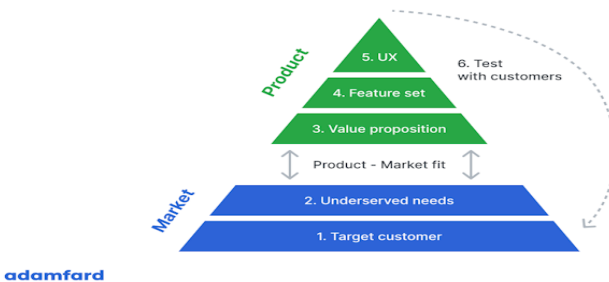 Product
5. UX
6. Test
with customers
4. Feature set
3. Value proposition
Product - Market fit
Market
2. Underserved needs
1. Target customer
adamfard